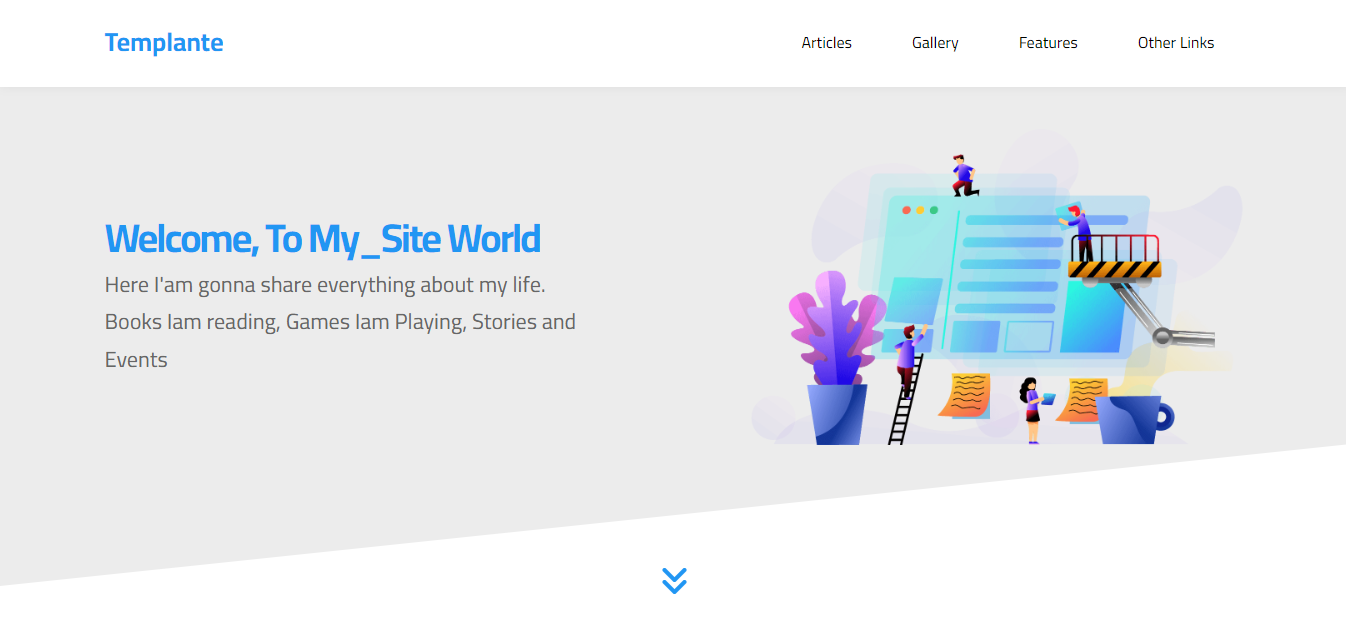 Templante
Articles Gallery Features Other Links
Welcome, To My_Site World
Here I'am gonna share everything about my life.
Books Iam reading, Games Iam Playing, Stories and
Events